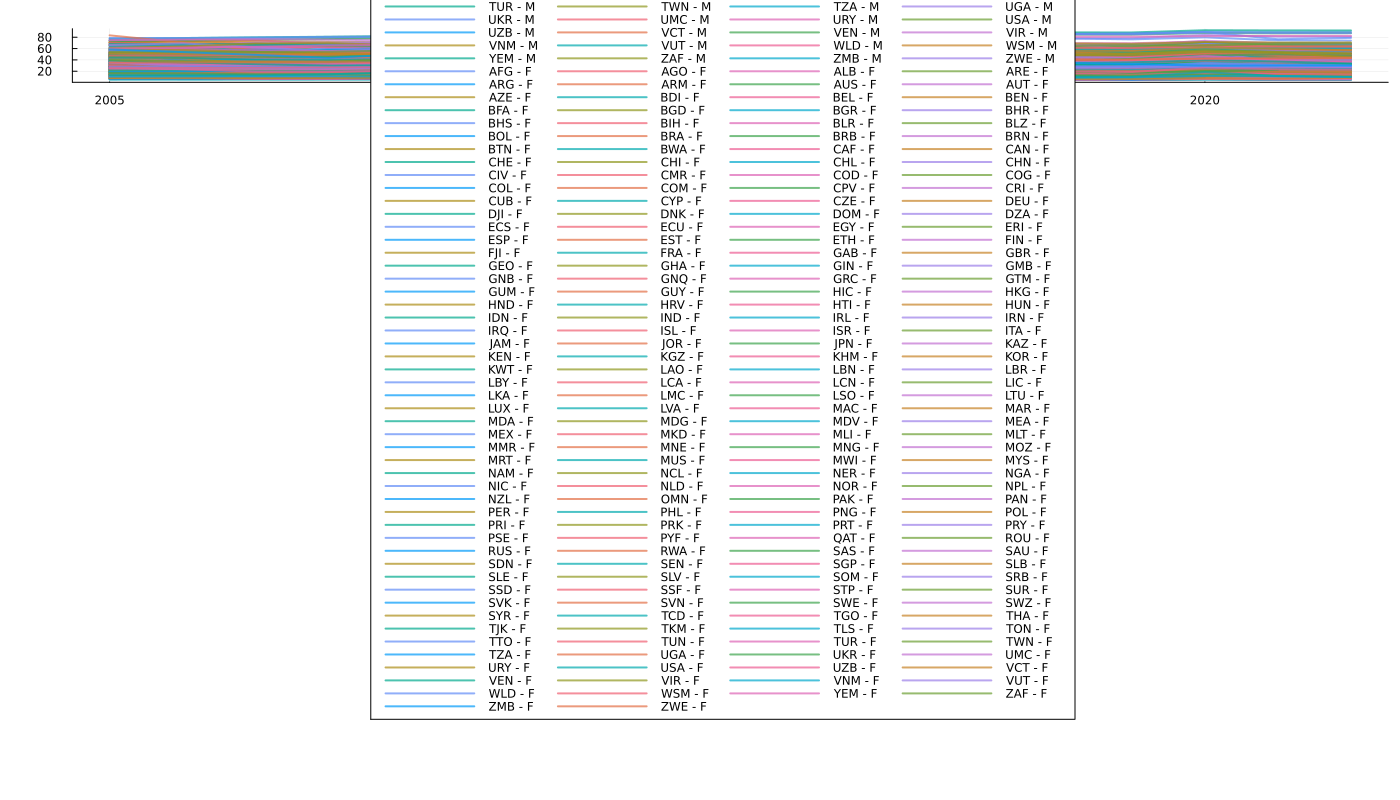 TUR - M TWN - M TZA - M UGA - M
UKR - M UMC - M URY - M USA - M
UZB - M VCT - M VEN - M VIR - M
VNM - M VUT - M WLD - M WSM - M
YEM - M ZAF - M ZMB - M ZWE - M
AFG - F AGO - F ALB - F ARE - F
ARG - F ARM - F AUS - F AUT - F
AZE - F BDI - F BEL - F BEN - F
BFA - F BGD - F BGR - F BHR - F
BHS - F BIH - F BLR - F BLZ - F
BOL - F BRA - F BRB - F BRN - F
BTN - F BWA - F CAF - F CAN - F
CHE - F CHI - F CHL - F CHN - F
CIV - F CMR - F COD - F COG - F
COL - F COM - F CPV - F CRI - F
CUB - F CYP - F CZE - F DEU - F
DJI - F DNK - F DOM - F DZA - F
ECS - F ECU - F EGY - F ERI - F
ESP - F EST - F ETH - F FIN - F
FJI - F FRA - F GAB - F GBR - F
GEO - F GHA - F GIN - F GMB - F
GNB - F GNQ - F GRC - F GTM - F
GUM - F GUY - F HIC - F HKG - F
HND - F HRV - F HTI - F HUN - F
IDN - F IND - F IRL - F IRN - F
IRQ - F ISL - F ISR - F ITA - F
JAM - F JOR - F JPN - F KAZ - F
KEN - F KGZ - F KHM - F KOR - F
KWT - F LAO - F LBN - F LBR - F
LBY - F LCA - F LCN - F LIC - F
LKA - F LMC - F LSO - F LTU - F
LUX - F LVA - F MAC - F MAR - F
MDA - F MDG - F MDV - F MEA - F
MEX - F MKD - F MLI - F MLT - F
MMR - F MNE - F MNG - F MOZ - F
MRT - F MUS - F MWI - F MYS - F
NAM - F NCL - F NER - F NGA - F
NIC - F NLD - F NOR - F NPL - F
NZL - F OMN - F PAK - F PAN - F
PER - F PHL - F PNG - F POL - F
PRI - F PRK - F PRT - F PRY - F
PSE - F PYF - F QAT - F ROU - F
RUS - F RWA - F SAS - F SAU - F
SDN - F SEN - F SGP - F SLB - F
SLE - F SLV - F SOM - F SRB - F
SSD - F SSF - F STP - F SUR - F
SVK - F SVN - F SWE - F SWZ - F
SYR - F TCD - F TGO - F THA - F
TJK - F TKM - F TLS - F TON - F
TTO - F TUN - F TUR - F TWN - F
TZA - F UGA - F UKR - F UMC - F
URY - F USA - F UZB - F VCT - F
VEN - F VIR - F VNM - F VUT - F
WLD - F WSM - F YEM - F ZAF - F
ZMB - F ZWE - F
80
60
40
20
2005 2020